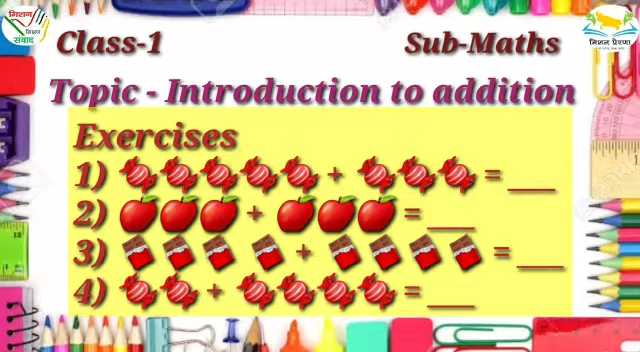 मिशन
शिक्षण
संवाद
मिशन प्रेरणा
Class-1 Sub-Maths
Topic - Introduction to addition
Exercises
1) + = ___
2) + = ___
3) + = ___
4) + = ___